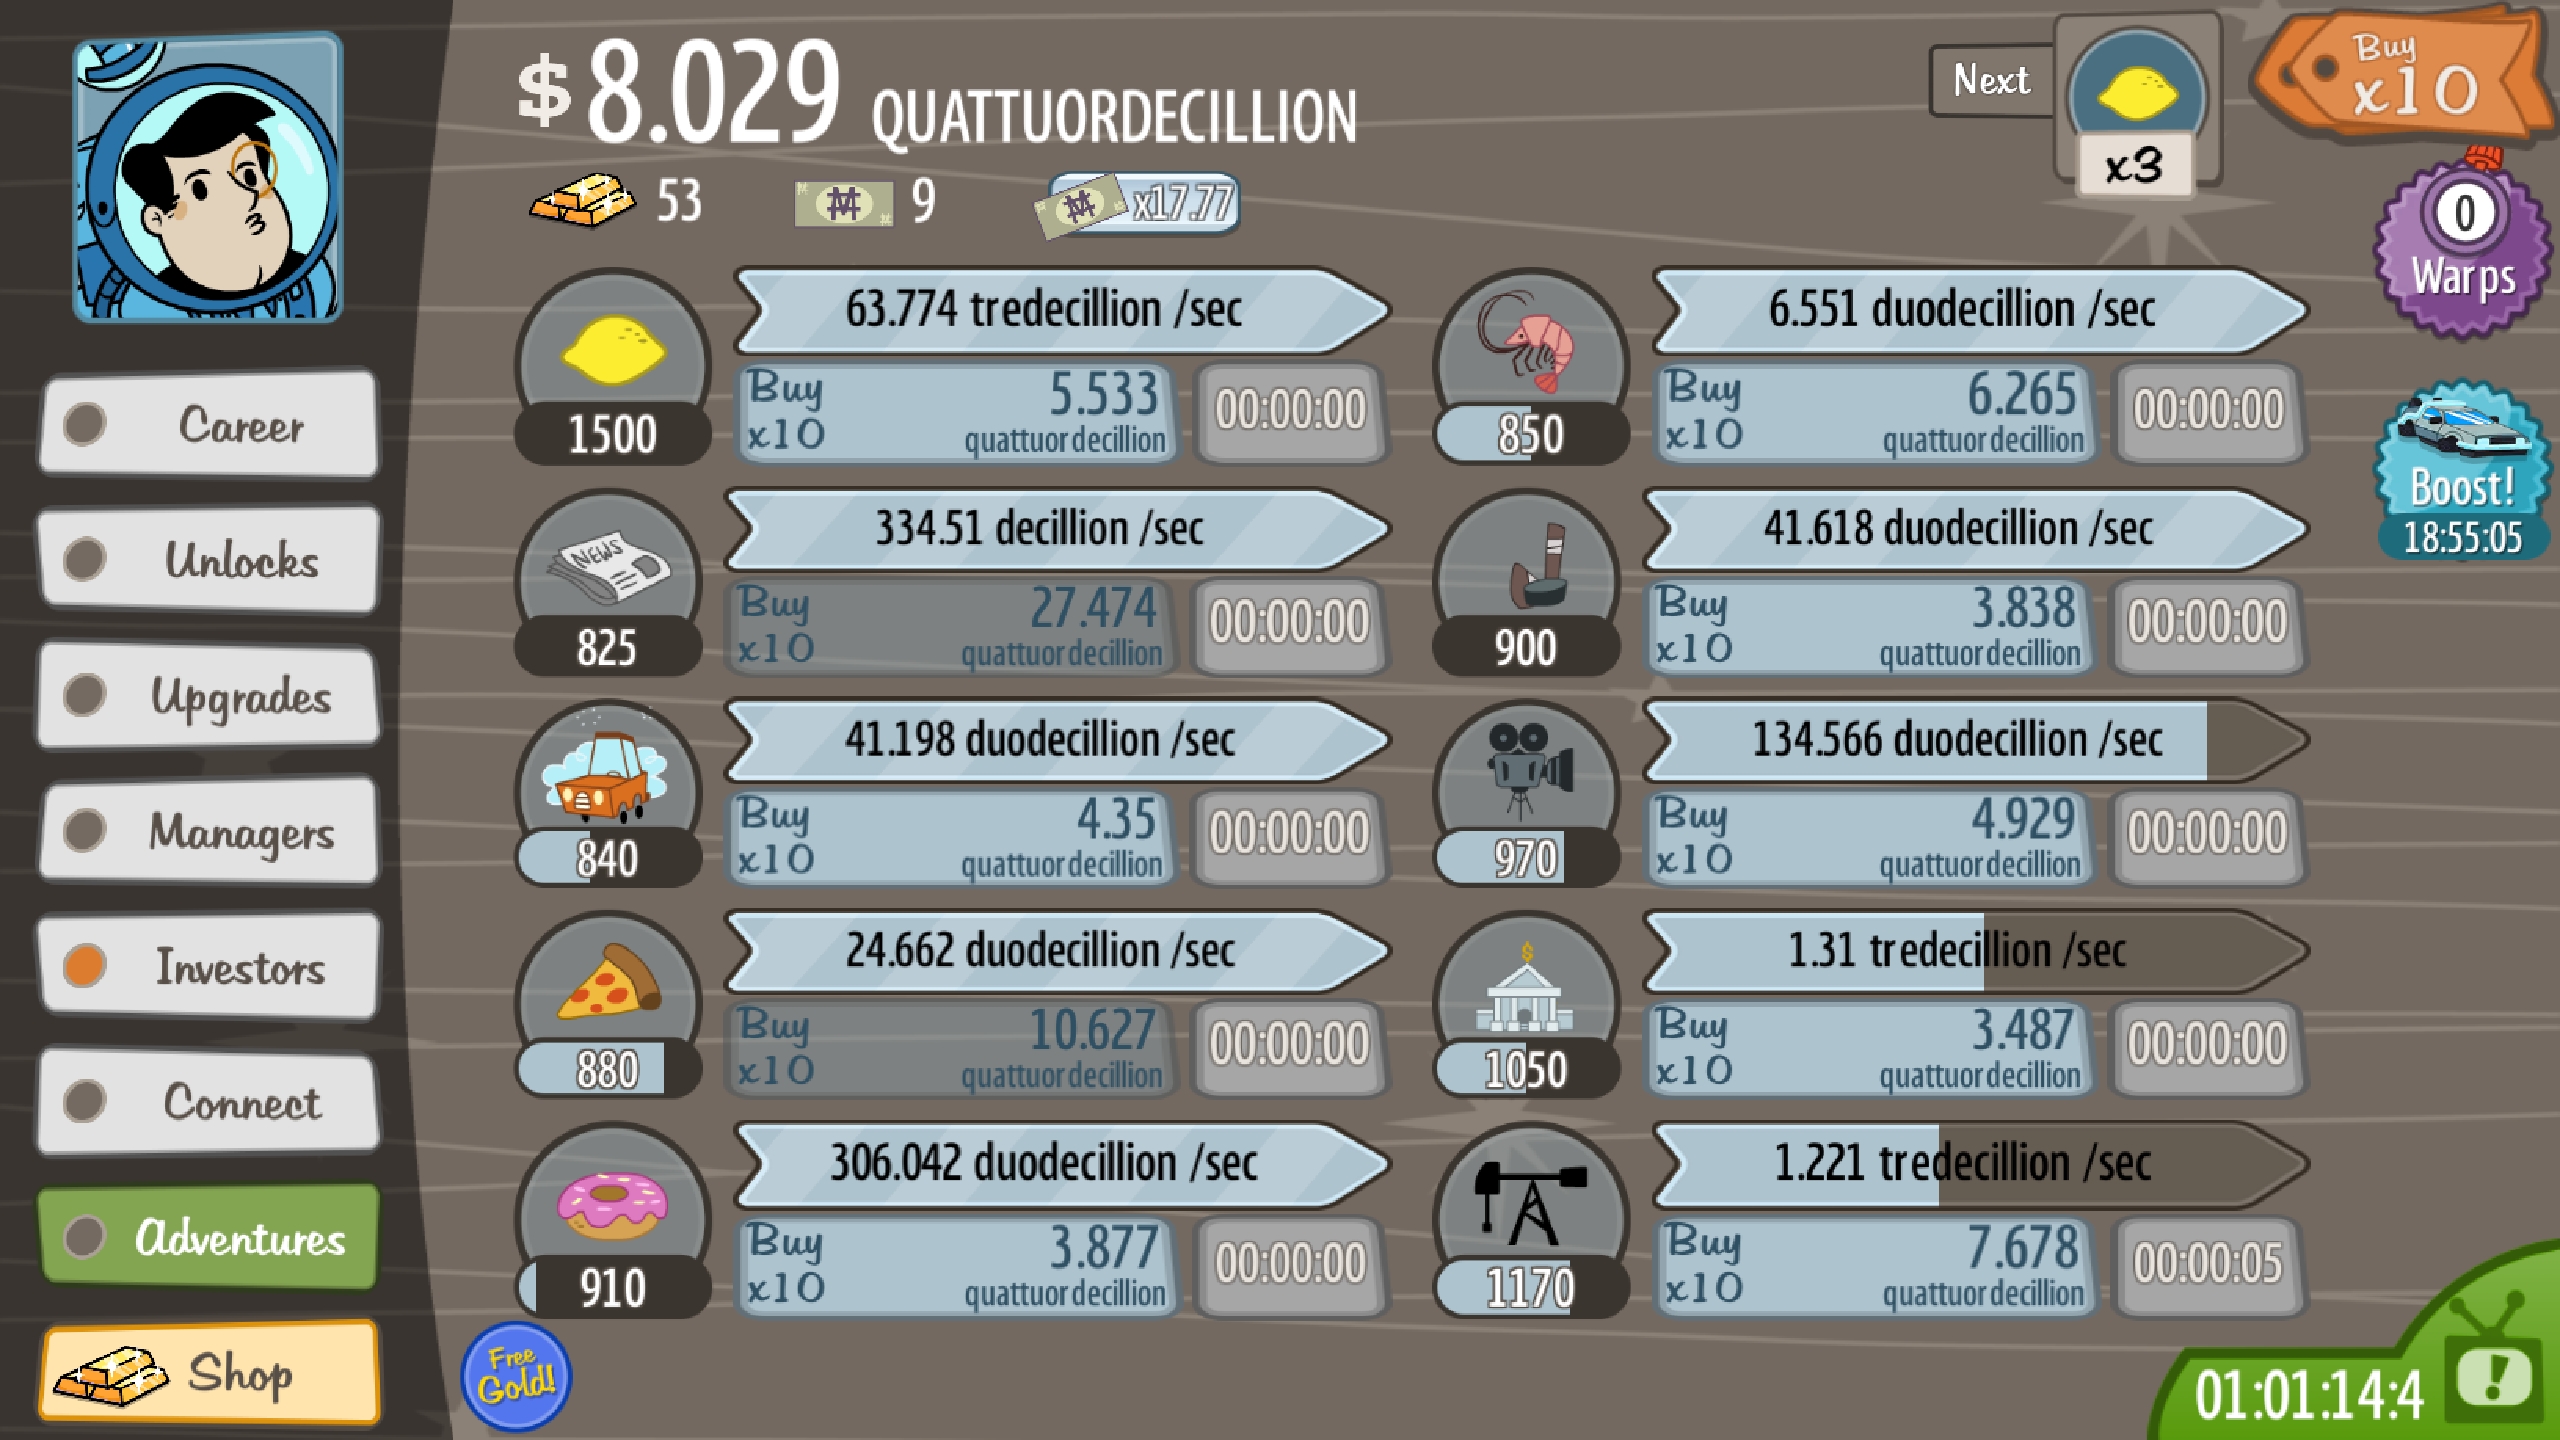 $8.029 QUATTUORDECILLION
53 9 x17.77
Next
x3
Buy
x10
0
Warps
Boost!
18:55:05
Career
Unlocks
Upgrades
Managers
Investors
Connect
Adventures
Shop
63.774 tredecillion /sec
Buy
x10
5.533
quattuordecillion
00:00:00
1500
NEWS
334.51 decillion /sec
Buy
x10
27.474
quattuordecillion
00:00:00
825
41.198 duodecillion /sec
Buy
x10
4.35
quattuordecillion
00:00:00
840
24.662 duodecillion /sec
Buy
x10
10.627
quattuordecillion
00:00:00
880
306.042 duodecillion /sec
Buy
x10
3.877
quattuordecillion
00:00:00
910
6.551 duodecillion /sec
Buy
x10
6.265
quattuordecillion
00:00:00
850
41.618 duodecillion /sec
Buy
x10
3.838
quattuordecillion
00:00:00
900
134.566 duodecillion /sec
Buy
x10
4.929
quattuordecillion
00:00:00
970
1.31 tredecillion /sec
Buy
x10
3.487
quattuordecillion
00:00:00
1050
1.221 tredecillion /sec
Buy
x10
7.678
quattuordecillion
00:00:05
1170
Free
Gold!
01:01:14:4